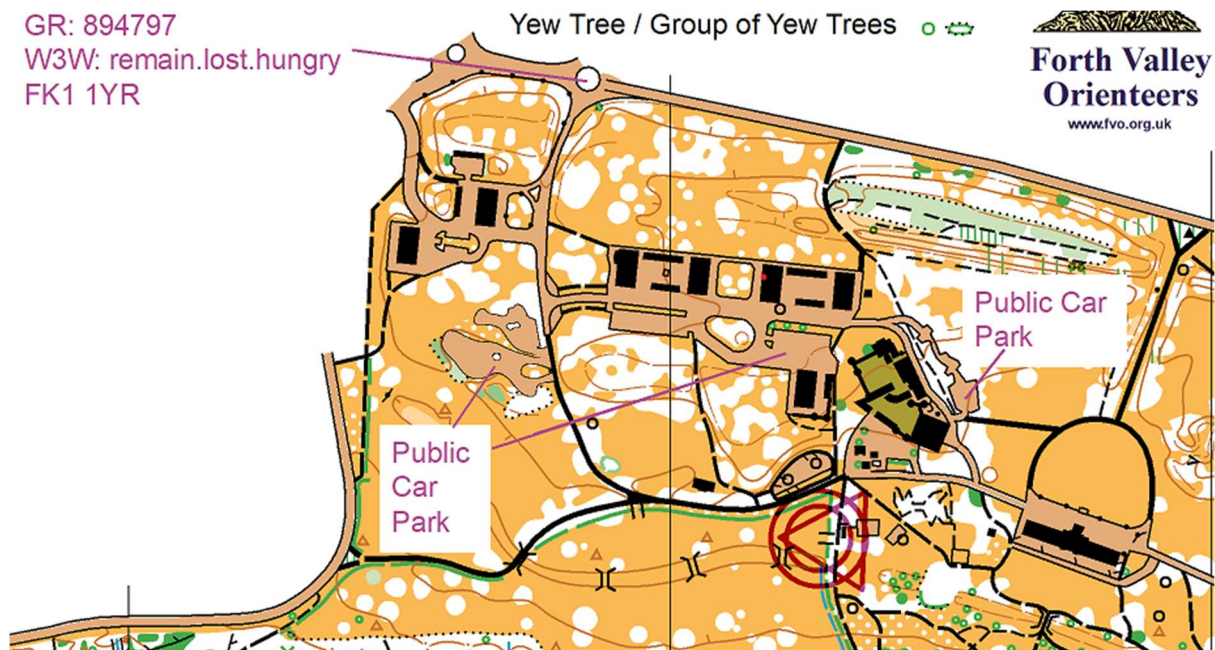 GR: 894797
W3W: remain.lost.hungry
FK1 1YR
Yew Tree / Group of Yew Trees
Forth Valley
Orienteers
www.fvo.org.uk
Public Car
Park
Public
Car
Park